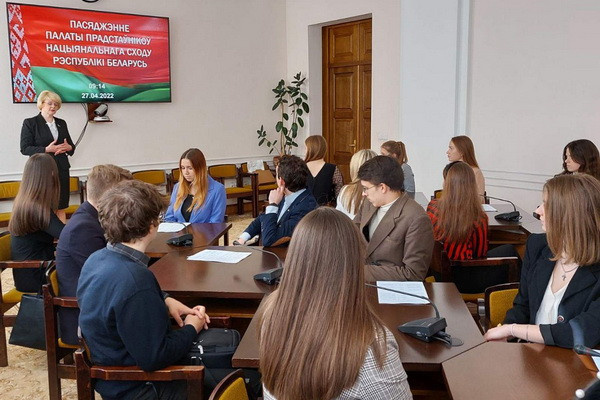 ПАСЯДЖЭННЕ
ПАЛАТЫ ПРАДСТАЎНІКОЎ
НАЦЫЯНАЛЬНАГА СХОДУ
РЭСПУБЛІКІ БЕЛАРУСЬ
09:14
27.04.2022